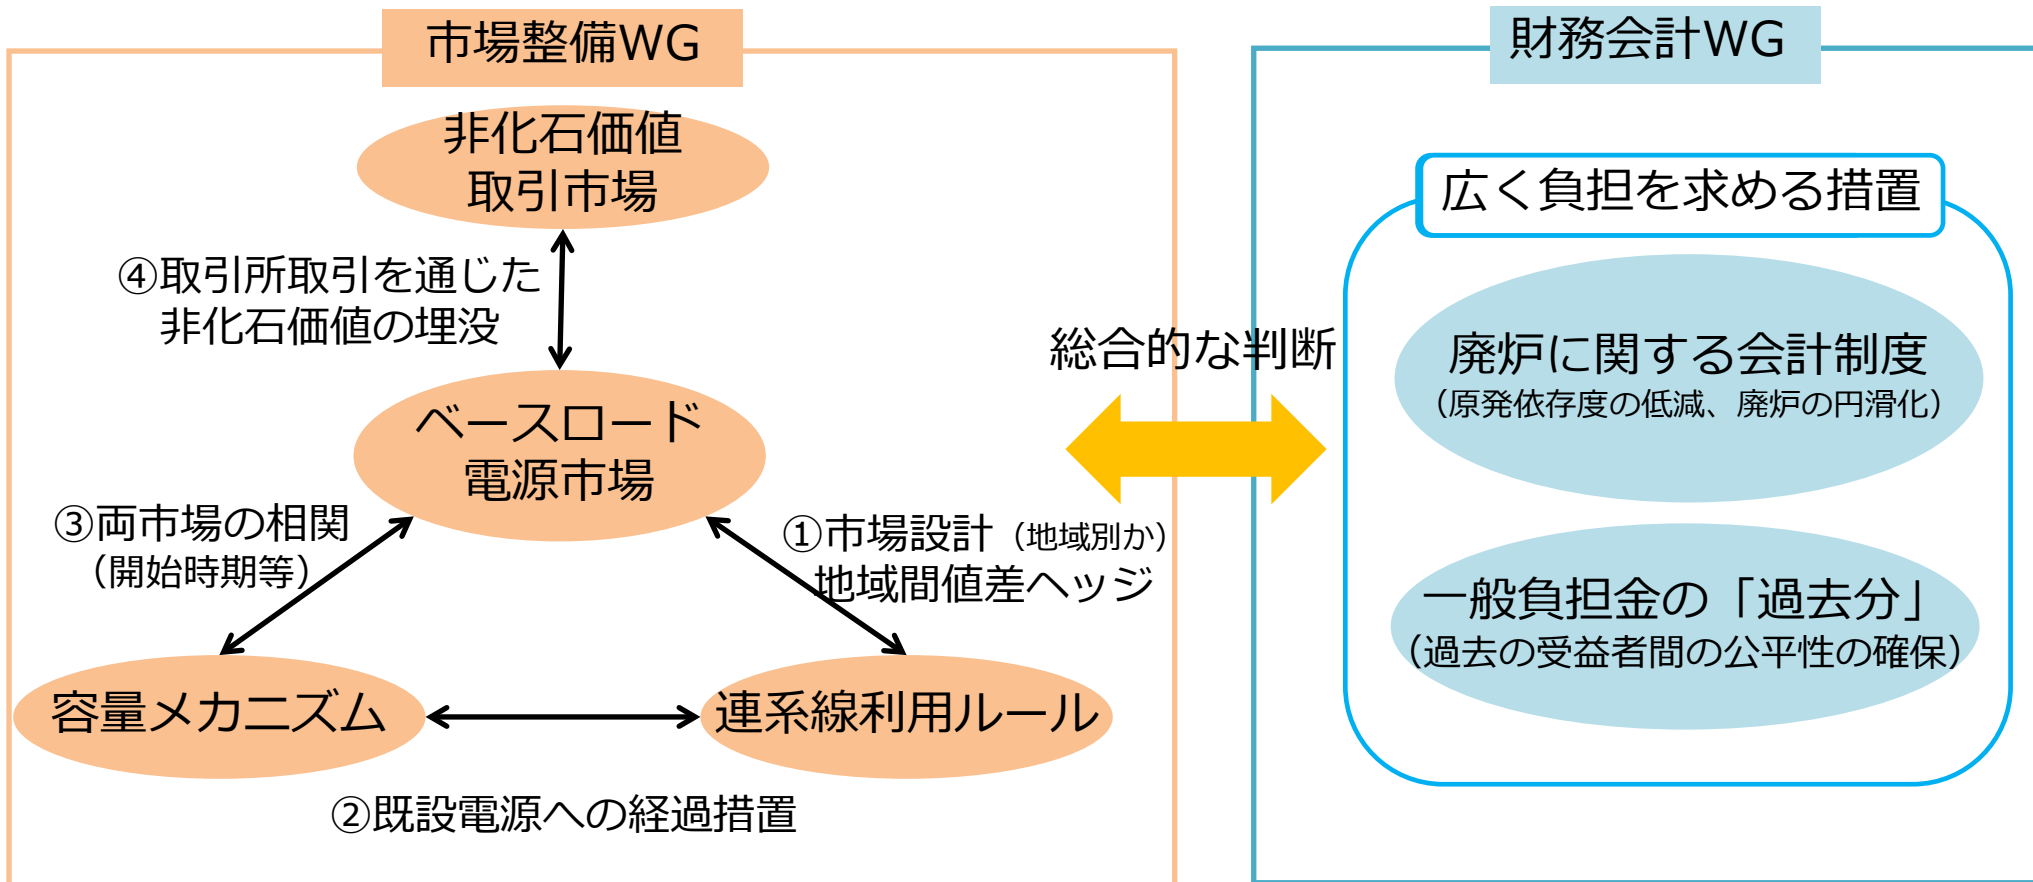 市場整備WG
非化石価値
取引市場
④取引所取引を通じた
非化石価値の埋没
ベースロード
電源市場
③両市場の相関
（開始時期等）
①市場設計（地域別か）
地域間値差ヘッジ
容量メカニズム
連系線利用ルール
②既設電源への経過措置
総合的な判断
財務会計WG
広く負担を求める措置
廃炉に関する会計制度
（原発依存度の低減、廃炉の円滑化）
一般負担金の「過去分」
（過去の受益者間の公平性の確保）